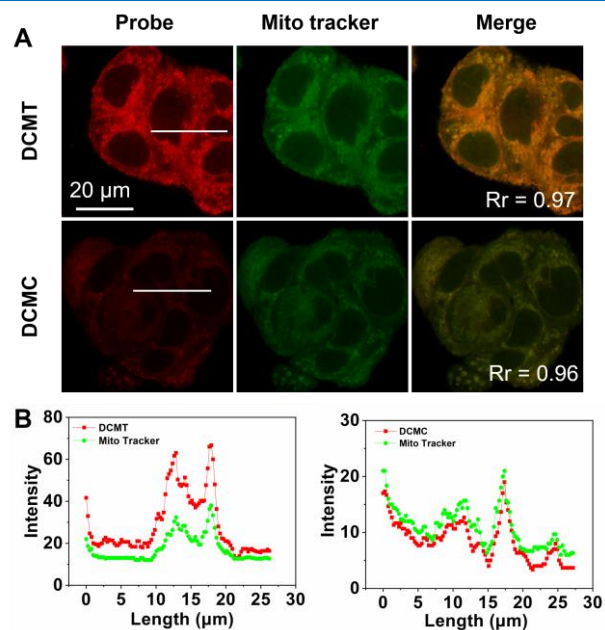 Probe Mito tracker Merge
A
DCMT
20 μm
Rr = 0.97
DCMC
Rr = 0.96
B
80
60
40
20
0
Intensity
DCMT
Mito Tracker
0 5 10 15 20 25 30
Length (μm)
30
20
10
0
Intensity
DCMC
Mito Tracker
0 5 10 15 20 25 30
Length (μm)